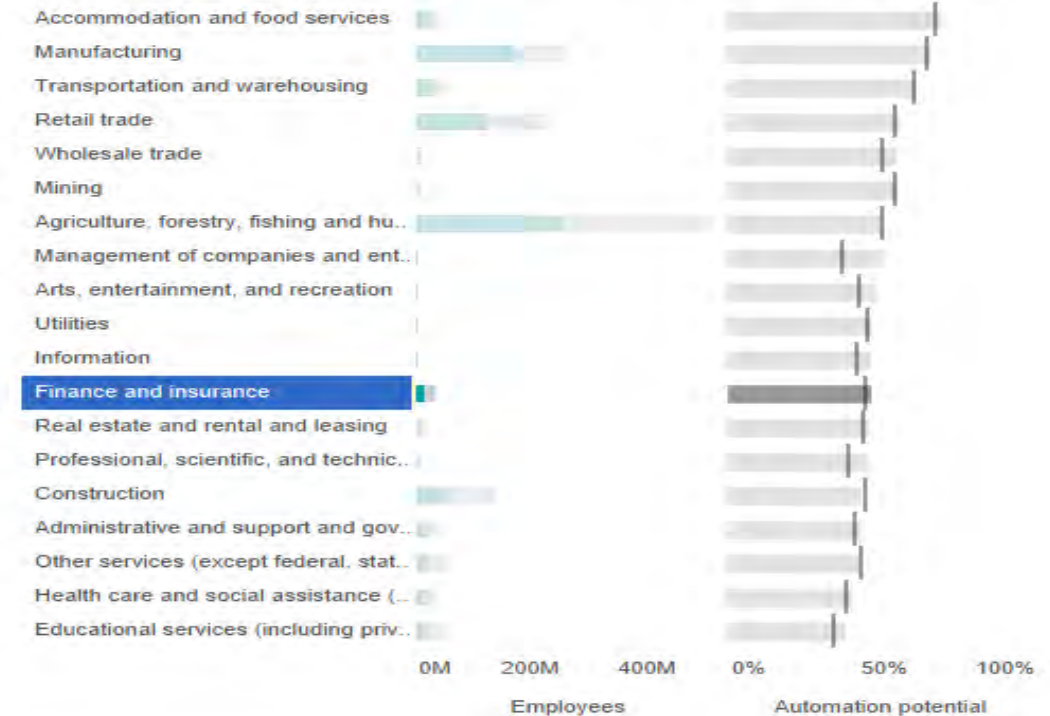 Accommodation and food services
Manufacturing
Transportation and warehousing
Retail trade
Wholesale trade
Mining
Agriculture, forestry, fishing and hu..
Management of companies and ent..
Arts, entertainment, and recreation
Utilities
Information
Finance and insurance
Real estate and rental and leasing
Professional, scientific, and technic..
Construction
Administrative and support and gov..
Other services (except federal, stat..
Health care and social assistance (..
Educational services (including priv..
0M 200M 400M 0% 50% 100%
Employees Automation potential